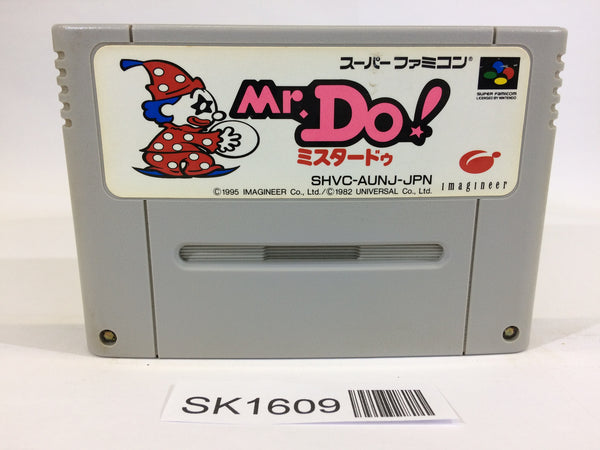 スーパーファミコン®
SUPER FAMICOM
LICENSED BY NINTENDO
Mr. Do!
ミスタードゥ
imagineer
SHVC-AUNJ-JPN
©1995 IMAGINEER Co., Ltd./©1982 UNIVERSAL Co., Ltd.
SK1609